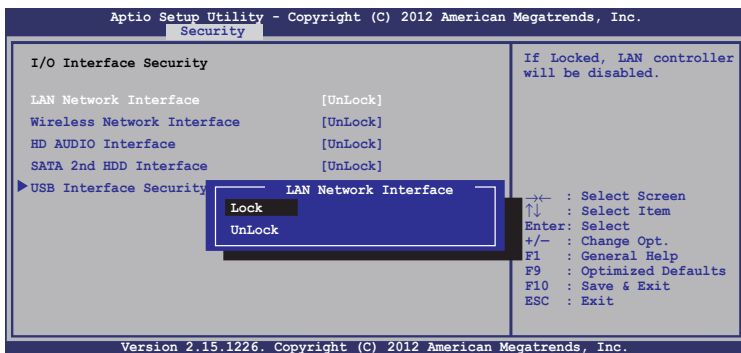 Aptio Setup Utility - Copyright (C) 2012 American Megatrends, Inc.
Security
I/O Interface Security
LAN Network Interface [UnLock]
Wireless Network Interface [UnLock]
HD AUDIO Interface [UnLock]
SATA 2nd HDD Interface [UnLock]
USB Interface Security
LAN Network Interface
Lock
UnLock
If Locked, LAN controller
will be disabled.
→← : Select Screen
↑↓ : Select Item
Enter: Select
+/— : Change Opt.
F1 : General Help
F9 : Optimized Defaults
F10 : Save & Exit
ESC : Exit
Version 2.15.1226. Copyright (C) 2012 American Megatrends, Inc.